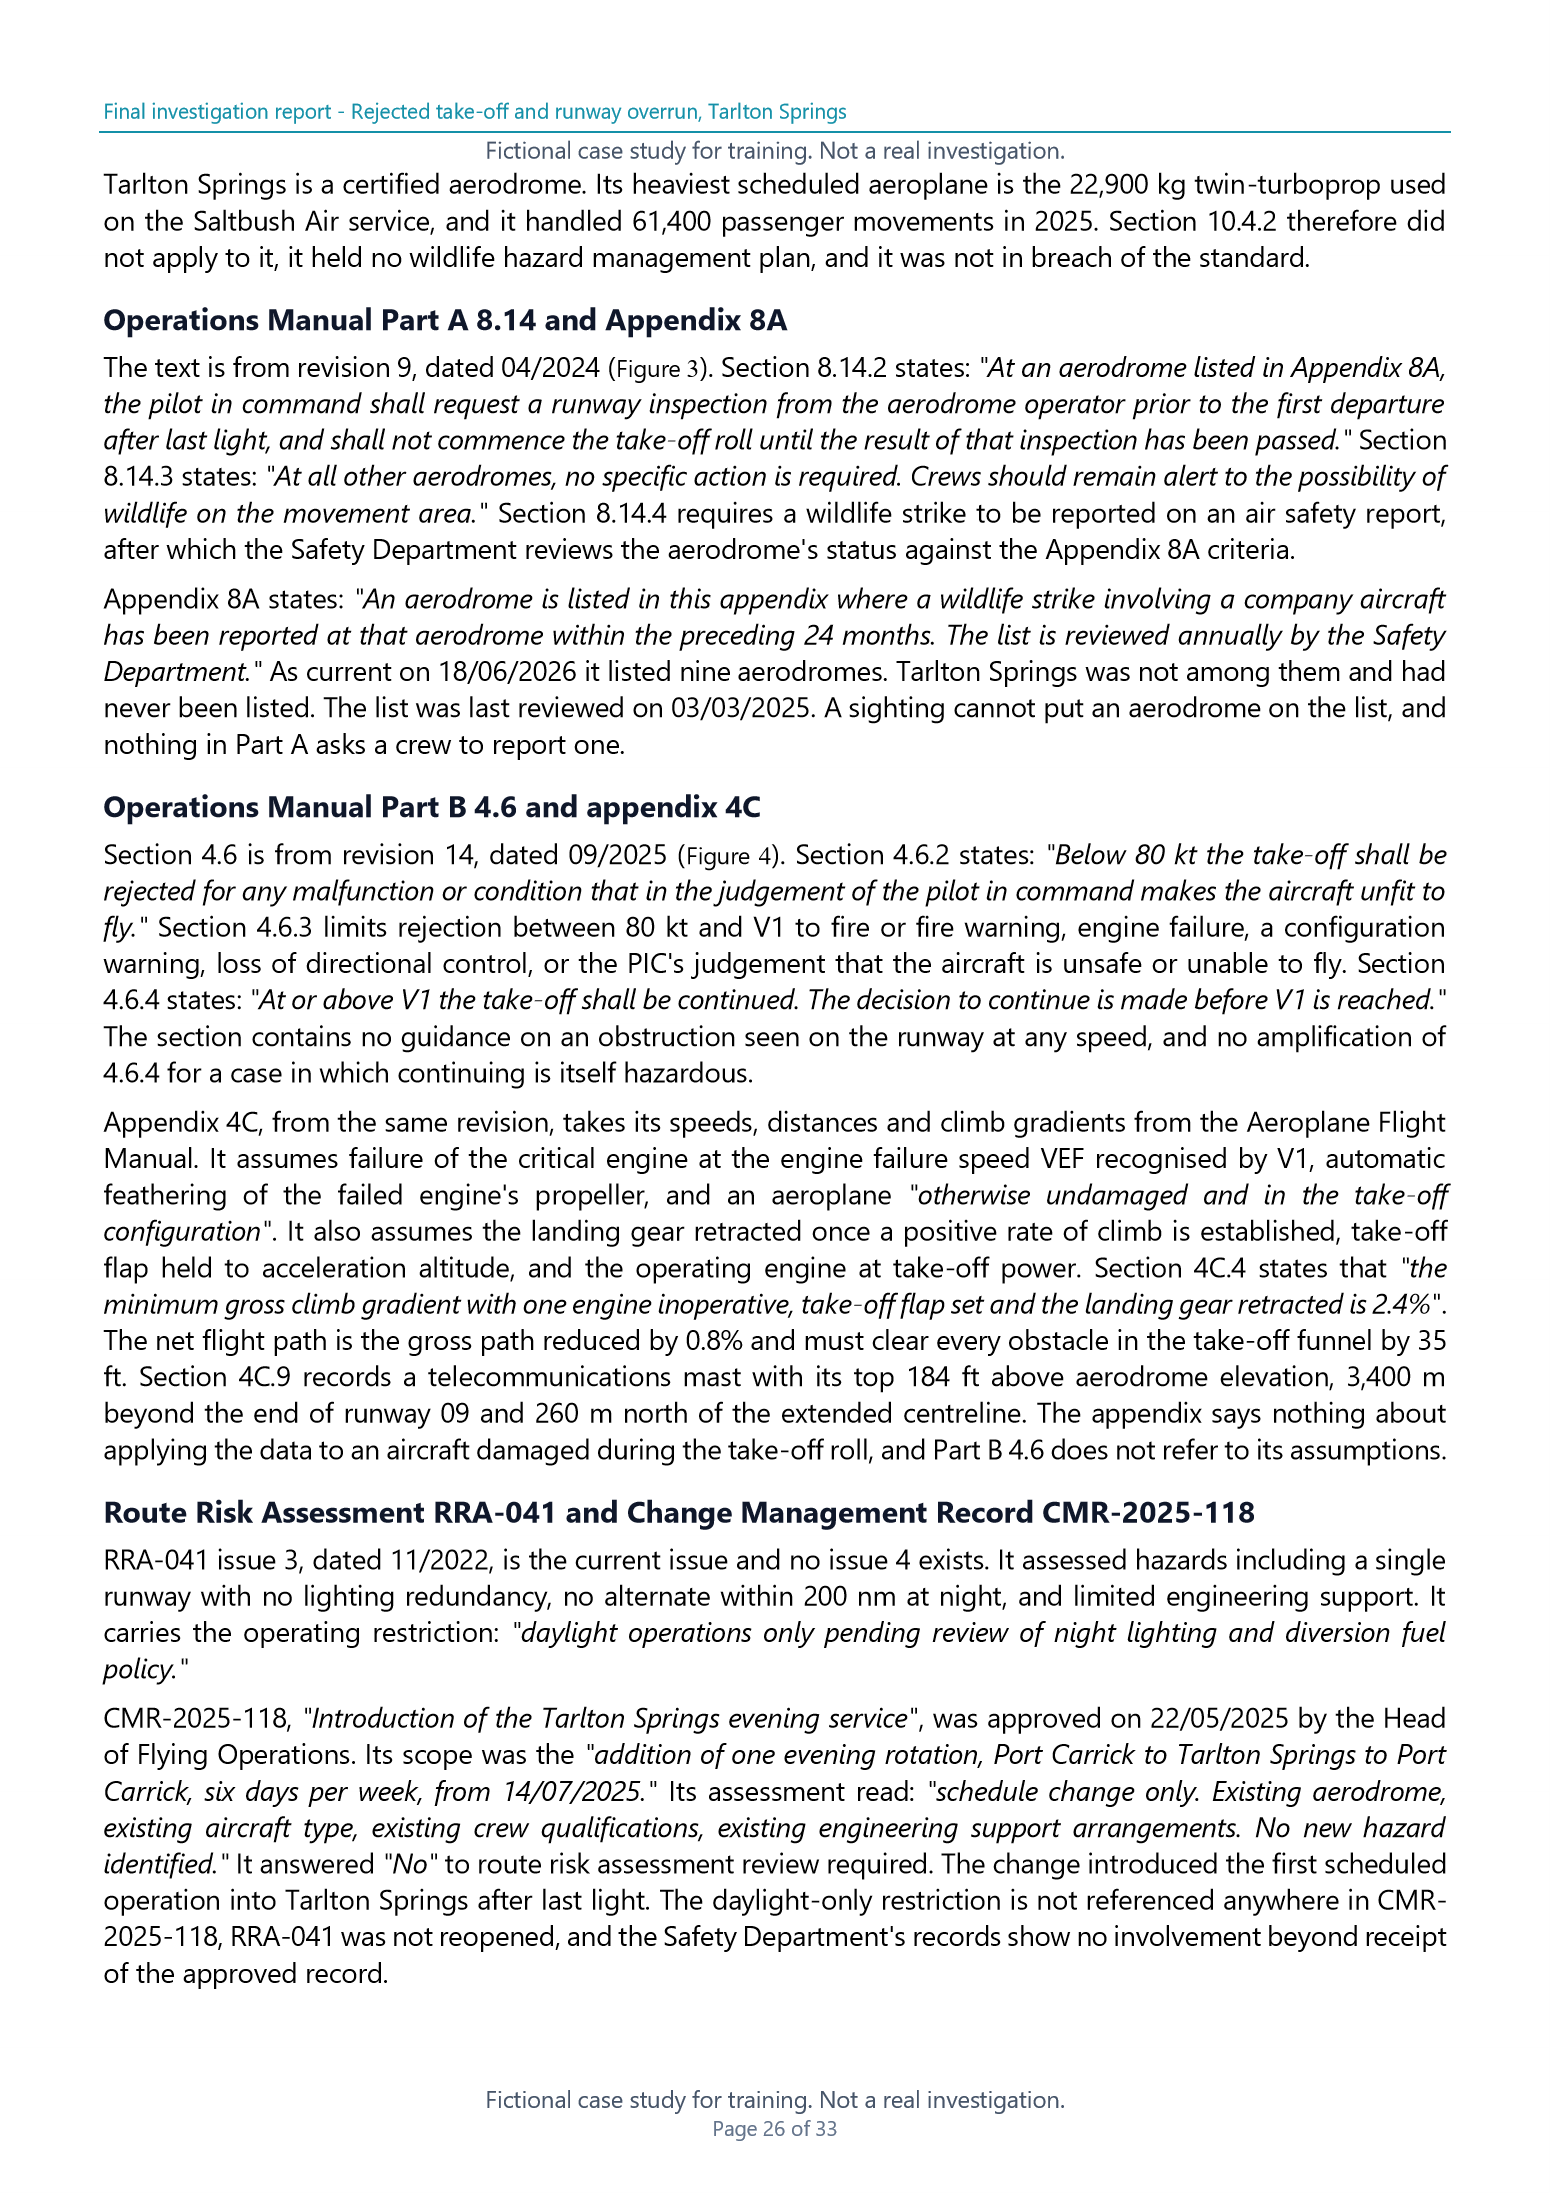 Final investigation report - Rejected take-off and runway overrun, Tarlton Springs
Fictional case study for training. Not a real investigation.
Tarlton Springs is a certified aerodrome. Its heaviest scheduled aeroplane is the 22,900 kg twin-turboprop used
on the Saltbush Air service, and it handled 61,400 passenger movements in 2025. Section 10.4.2 therefore did
not apply to it, it held no wildlife hazard management plan, and it was not in breach of the standard.
Operations Manual Part A 8.14 and Appendix 8A
The text is from revision 9, dated 04/2024 (Figure 3). Section 8.14.2 states: "At an aerodrome listed in Appendix 8A,
the pilot in command shall request a runway inspection from the aerodrome operator prior to the first departure
after last light, and shall not commence the take-off roll until the result of that inspection has been passed." Section
8.14.3 states: "At all other aerodromes, no specific action is required. Crews should remain alert to the possibility of
wildlife on the movement area." Section 8.14.4 requires a wildlife strike to be reported on an air safety report,
after which the Safety Department reviews the aerodrome's status against the Appendix 8A criteria.
Appendix 8A states: "An aerodrome is listed in this appendix where a wildlife strike involving a company aircraft
has been reported at that aerodrome within the preceding 24 months. The list is reviewed annually by the Safety
Department." As current on 18/06/2026 it listed nine aerodromes. Tarlton Springs was not among them and had
never been listed. The list was last reviewed on 03/03/2025. A sighting cannot put an aerodrome on the list, and
nothing in Part A asks a crew to report one.
Operations Manual Part B 4.6 and appendix 4C
Section 4.6 is from revision 14, dated 09/2025 (Figure 4). Section 4.6.2 states: "Below 80 kt the take-off shall be
rejected for any malfunction or condition that in the judgement of the pilot in command makes the aircraft unfit to
fly." Section 4.6.3 limits rejection between 80 kt and V1 to fire or fire warning, engine failure, a configuration
warning, loss of directional control, or the PIC's judgement that the aircraft is unsafe or unable to fly. Section
4.6.4 states: "At or above V1 the take-off shall be continued. The decision to continue is made before V1 is reached."
The section contains no guidance on an obstruction seen on the runway at any speed, and no amplification of
4.6.4 for a case in which continuing is itself hazardous.
Appendix 4C, from the same revision, takes its speeds, distances and climb gradients from the Aeroplane Flight
Manual. It assumes failure of the critical engine at the engine failure speed VEF recognised by V1, automatic
feathering of the failed engine's propeller, and an aeroplane "otherwise undamaged and in the take-off
configuration". It also assumes the landing gear retracted once a positive rate of climb is established, take-off
flap held to acceleration altitude, and the operating engine at take-off power. Section 4C.4 states that "the
minimum gross climb gradient with one engine inoperative, take-off flap set and the landing gear retracted is 2.4%".
The net flight path is the gross path reduced by 0.8% and must clear every obstacle in the take-off funnel by 35
ft. Section 4C.9 records a telecommunications mast with its top 184 ft above aerodrome elevation, 3,400 m
beyond the end of runway 09 and 260 m north of the extended centreline. The appendix says nothing about
applying the data to an aircraft damaged during the take-off roll, and Part B 4.6 does not refer to its assumptions.
Route Risk Assessment RRA-041 and Change Management Record CMR-2025-118
RRA-041 issue 3, dated 11/2022, is the current issue and no issue 4 exists. It assessed hazards including a single
runway with no lighting redundancy, no alternate within 200 nm at night, and limited engineering support. It
carries the operating restriction: "daylight operations only pending review of night lighting and diversion fuel
policy."
CMR-2025-118, "Introduction of the Tarlton Springs evening service", was approved on 22/05/2025 by the Head
of Flying Operations. Its scope was the "addition of one evening rotation, Port Carrick to Tarlton Springs to Port
Carrick, six days per week, from 14/07/2025." Its assessment read: "schedule change only. Existing aerodrome,
existing aircraft type, existing crew qualifications, existing engineering support arrangements. No new hazard
identified." It answered "No" to route risk assessment review required. The change introduced the first scheduled
operation into Tarlton Springs after last light. The daylight-only restriction is not referenced anywhere in CMR-
2025-118, RRA-041 was not reopened, and the Safety Department's records show no involvement beyond receipt
of the approved record.
Fictional case study for training. Not a real investigation.
Page 26 of 33